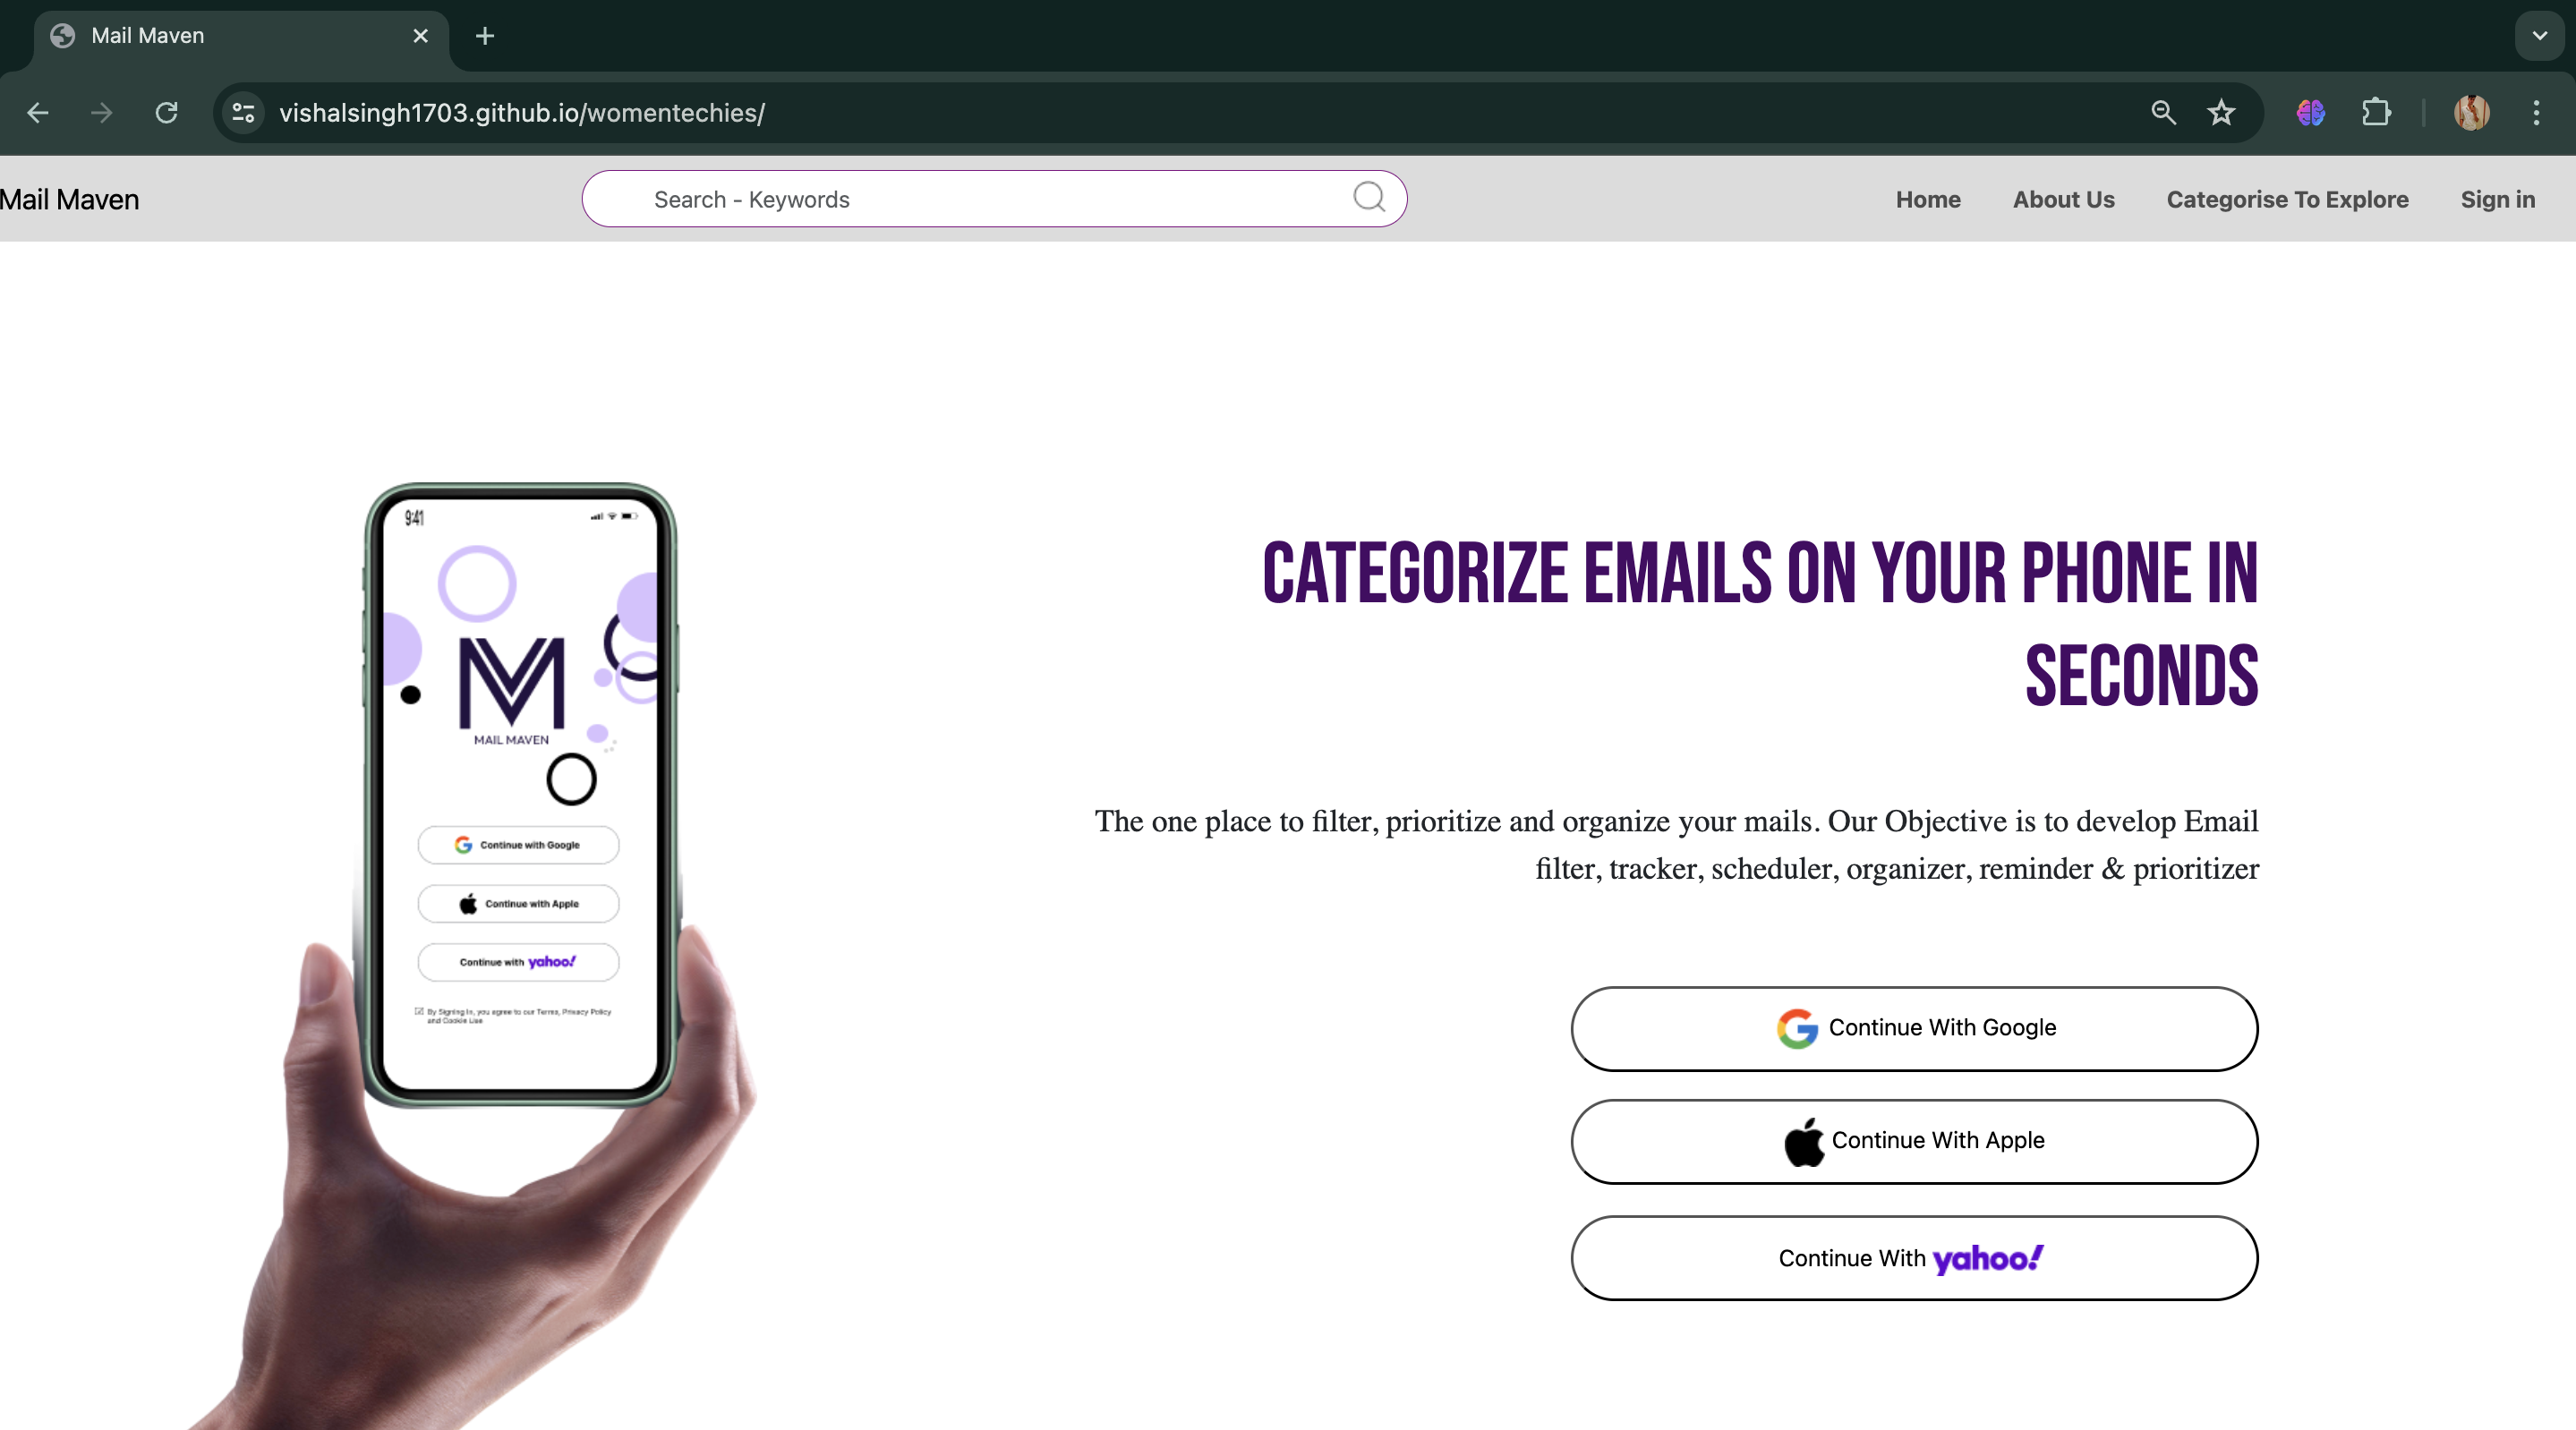 Mail Maven
vishalsingh1703.github.io/womentechies/
Mail Maven
Search - Keywords
Home
About Us
Categorise To Explore
Sign in
9:41
MAIL MAVEN
Continue with Google
Continue with Apple
Continue with yahoo!
By Signing In, you agree to our Terms, Privacy Policy
and Cookie Use
CATEGORIZE EMAILS ON YOUR PHONE IN
SECONDS
The one place to filter, prioritize and organize your mails. Our Objective is to develop Email
filter, tracker, scheduler, organizer, reminder & prioritizer
Continue With Google
Continue With Apple
Continue With yahoo!